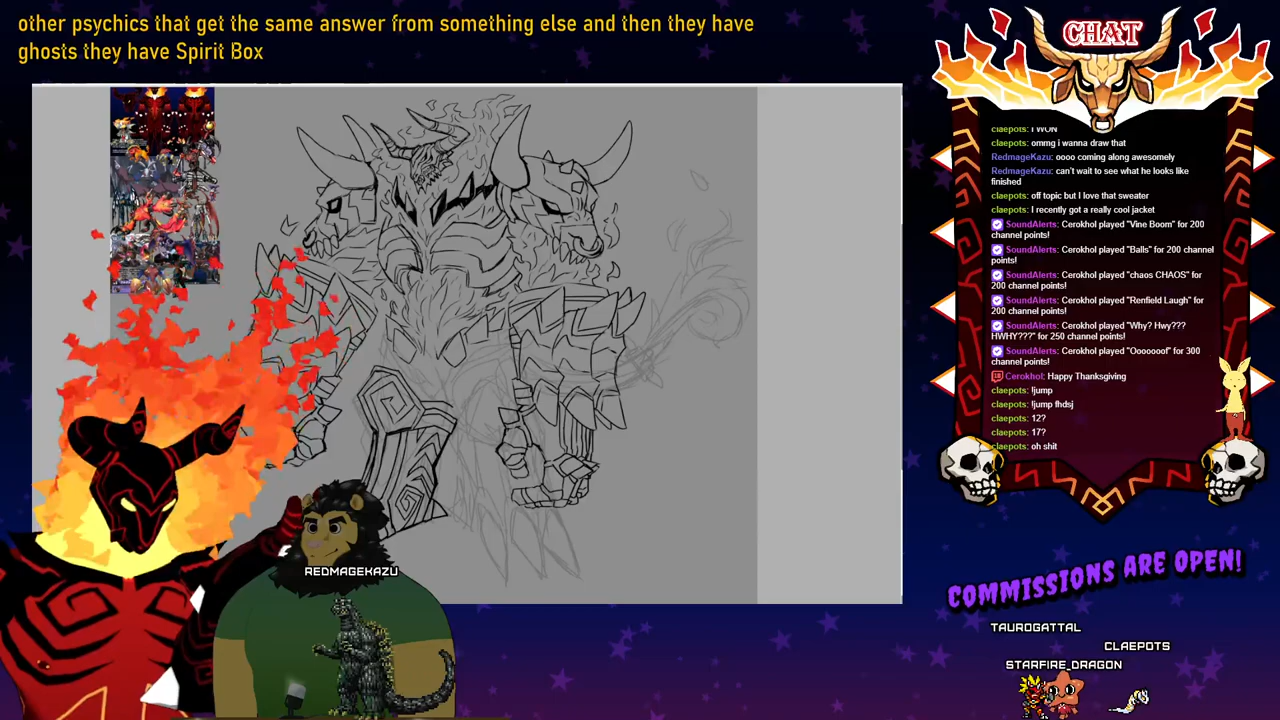 other psychics that get the same answer from something else and then they have
ghosts they have Spirit Box
CHAT
claepots: I WON
claepots: ommg i wanna draw that
RedmageKazu: oooo coming along awesomely
RedmageKazu: can't wait to see what he looks like
finished
claepots: off topic but I love that sweater
claepots: I recently got a really cool jacket
SoundAlerts: Cerokhol played "Vine Boom" for 200
channel points!
SoundAlerts: Cerokhol played "Balls" for 200 channel
points!
SoundAlerts: Cerokhol played "chaos CHAOS" for
200 channel points!
SoundAlerts: Cerokhol played "Renfield Laugh" for
200 channel points!
SoundAlerts: Cerokhol played "Why? Hwy???
HWHY???" for 250 channel points!
SoundAlerts: Cerokhol played "Ooooooof" for 300
channel points!
Cerokhol: Happy Thanksgiving
claepots: !jump
claepots: !jump fhdsj
claepots: 12?
claepots: 17?
claepots: oh shit
REDMAGEKAZU
COMMISSIONS ARE OPEN!
TAUROGATTAL
CLAEPOTS
STARFIRE_DRAGON